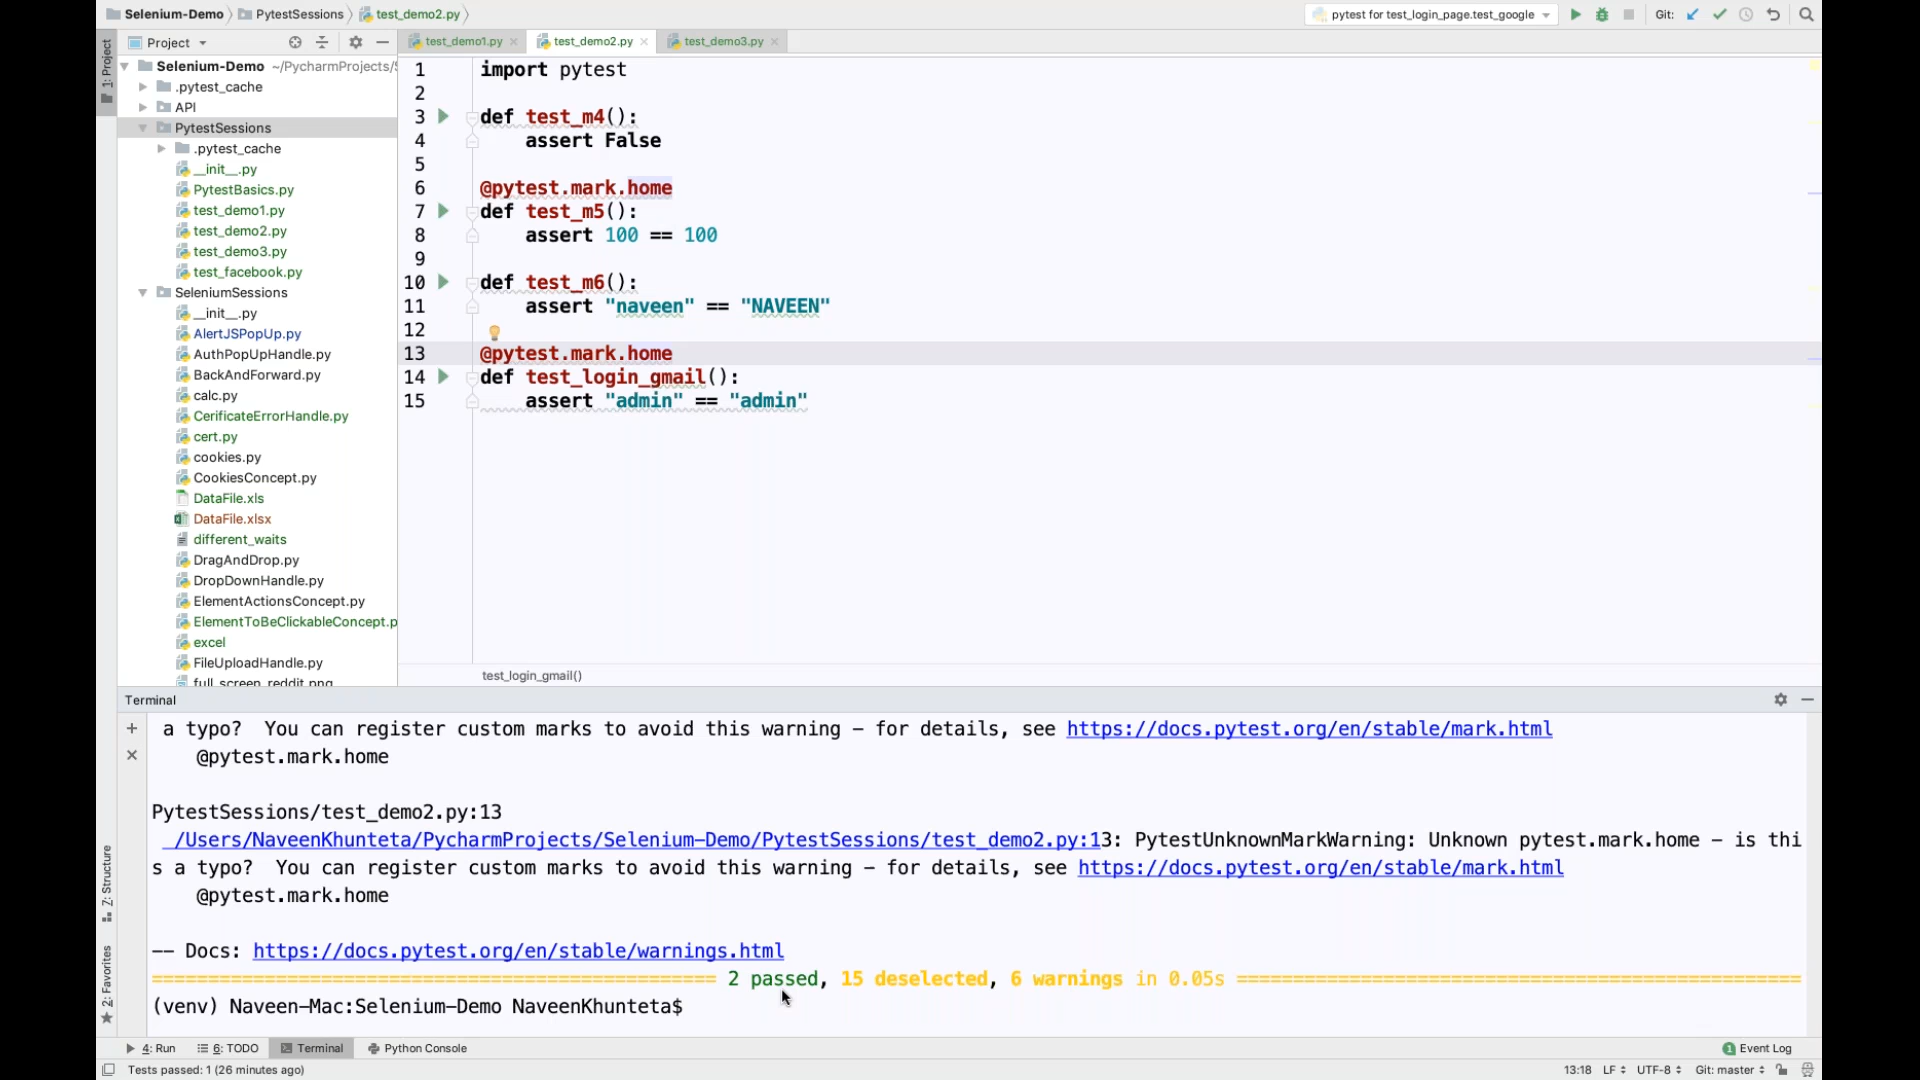 Selenium-Demo PytestSessions test_demo2.py
pytest for test_login_page.test_google Git:
1: Project
Project
test_demo1.py test_demo2.py test_demo3.py
Selenium-Demo ~/PycharmProjects/S
.pytest_cache
API
PytestSessions
.pytest_cache
__init__.py
PytestBasics.py
test_demo1.py
test_demo2.py
test_demo3.py
test_facebook.py
SeleniumSessions
__init__.py
AlertJSPopUp.py
AuthPopUpHandle.py
BackAndForward.py
calc.py
CerificateErrorHandle.py
cert.py
cookies.py
CookiesConcept.py
DataFile.xls
DataFile.xlsx
different_waits
DragAndDrop.py
DropDownHandle.py
ElementActionsConcept.py
ElementToBeClickableConcept.p
excel
FileUploadHandle.py
full_screen_reddit.png
1 import pytest
2
3 def test_m4():
4 assert False
5
6 @pytest.mark.home
7 def test_m5():
8 assert 100 == 100
9
10 def test_m6():
11 assert "naveen" == "NAVEEN"
12
13 @pytest.mark.home
14 def test_login_gmail():
15 assert "admin" == "admin"
test_login_gmail()
Terminal
a typo?  You can register custom marks to avoid this warning – for details, see https://docs.pytest.org/en/stable/mark.html
@pytest.mark.home
PytestSessions/test_demo2.py:13
/Users/NaveenKhunteta/PycharmProjects/Selenium-Demo/PytestSessions/test_demo2.py:13: PytestUnknownMarkWarning: Unknown pytest.mark.home – is thi
s a typo?  You can register custom marks to avoid this warning – for details, see https://docs.pytest.org/en/stable/mark.html
@pytest.mark.home
-- Docs: https://docs.pytest.org/en/stable/warnings.html
2 passed, 15 deselected, 6 warnings in 0.05s
(venv) Naveen-Mac:Selenium-Demo NaveenKhunteta$
Z: Structure
2: Favorites
4: Run 6: TODO Terminal Python Console 1 Event Log
Tests passed: 1 (26 minutes ago) 13:18 LF UTF-8 Git: master